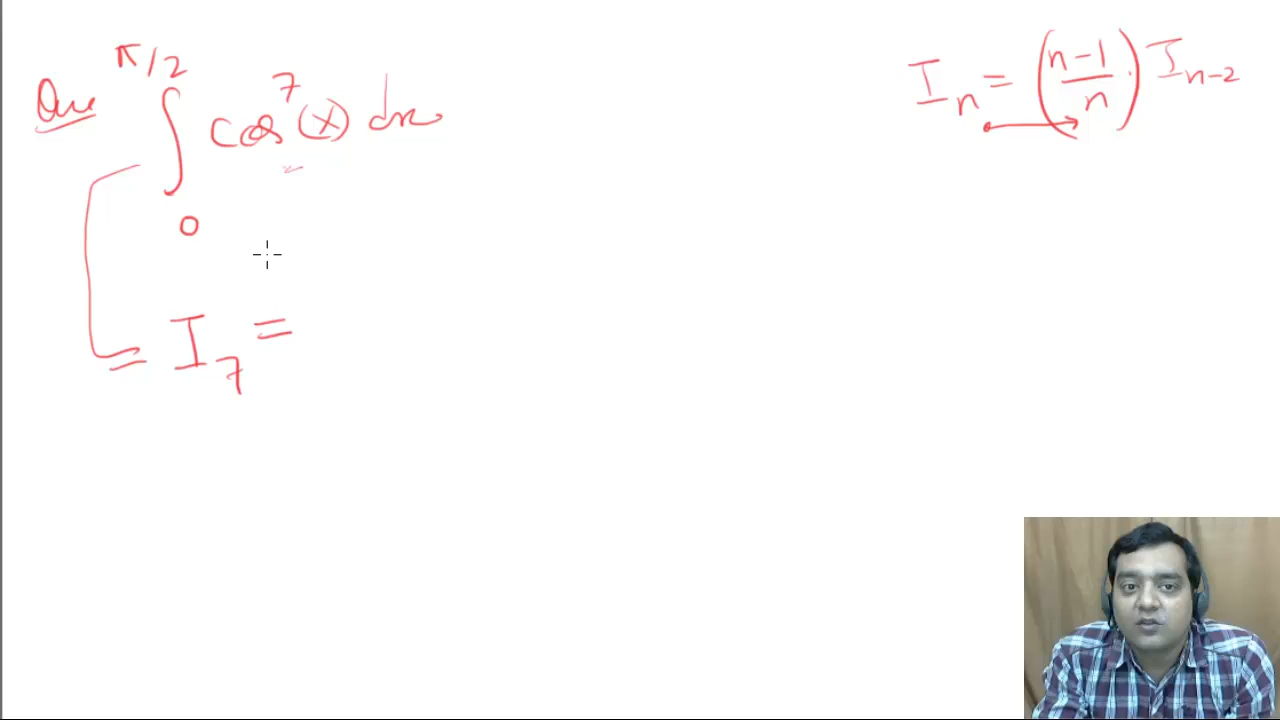 Que ∫₀^{π/2} cos⁷(x) dx
Iₙ = (n-1/n) · Iₙ₋₂
= I₇ =